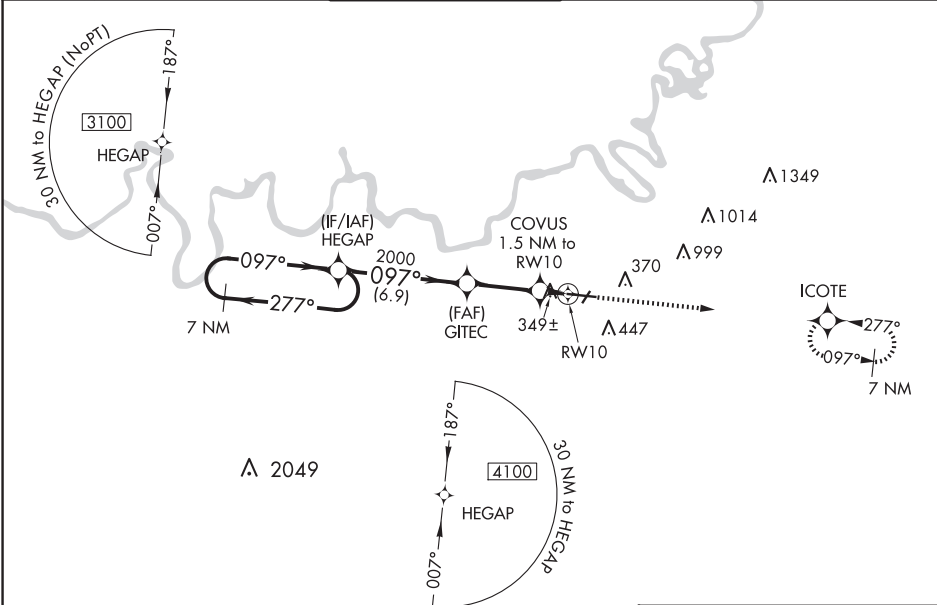 30 NM to HEGAP (NoPT)
187°
3100
HEGAP
007°
(IF/IAF)
HEGAP
097°
277°
7 NM
2000
097°
(6.9)
(FAF)
GITEC
COVUS
1.5 NM to
RW10
349±
RW10
370
447
999
1014
1349
ICOTE
277°
097°
7 NM
2049
187°
4100
HEGAP
007°
30 NM to HEGAP